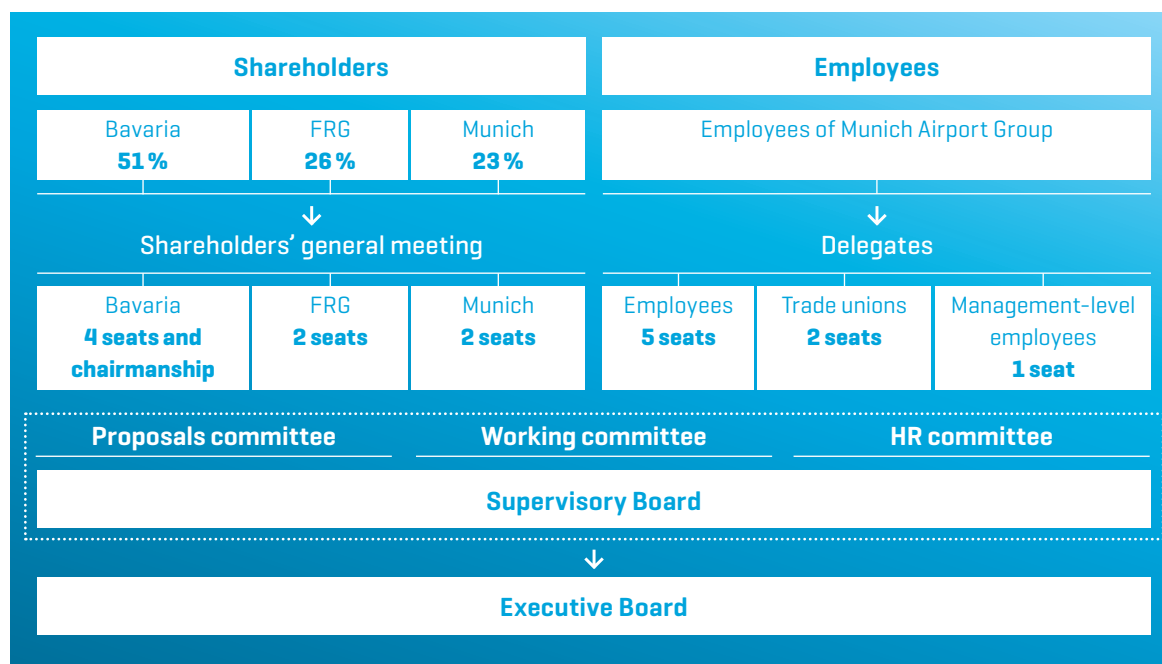 Shareholders
Employees
Bavaria
51 %
FRG
26 %
Munich
23 %
Employees of Munich Airport Group
Shareholders’ general meeting
Delegates
Bavaria
4 seats and
chairmanship
FRG
2 seats
Munich
2 seats
Employees
5 seats
Trade unions
2 seats
Management-level
employees
1 seat
Proposals committee
Working committee
HR committee
Supervisory Board
Executive Board